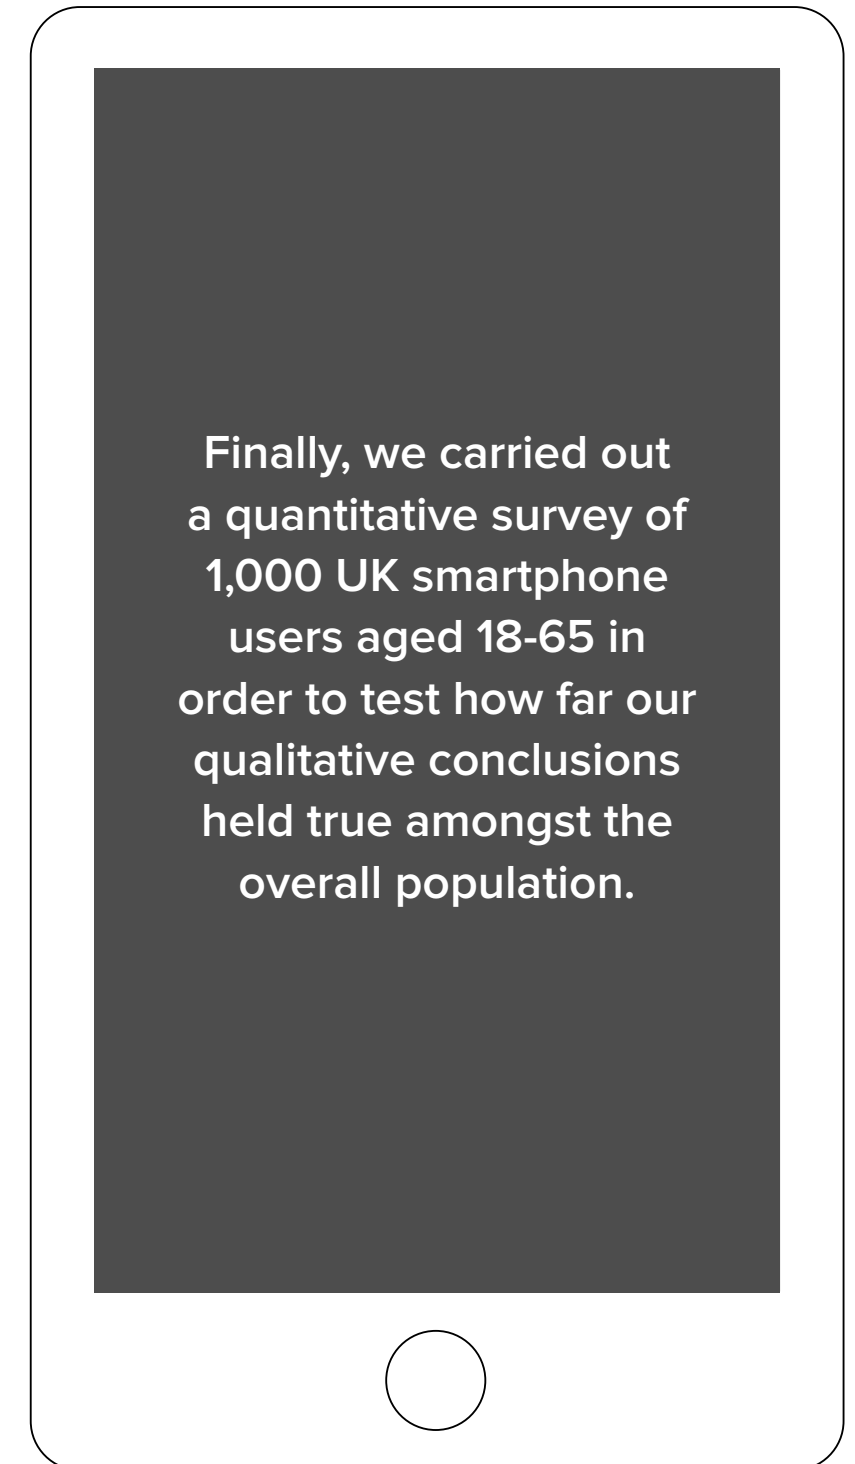 Finally, we carried out
a quantitative survey of
1,000 UK smartphone
users aged 18-65 in
order to test how far our
qualitative conclusions
held true amongst the
overall population.